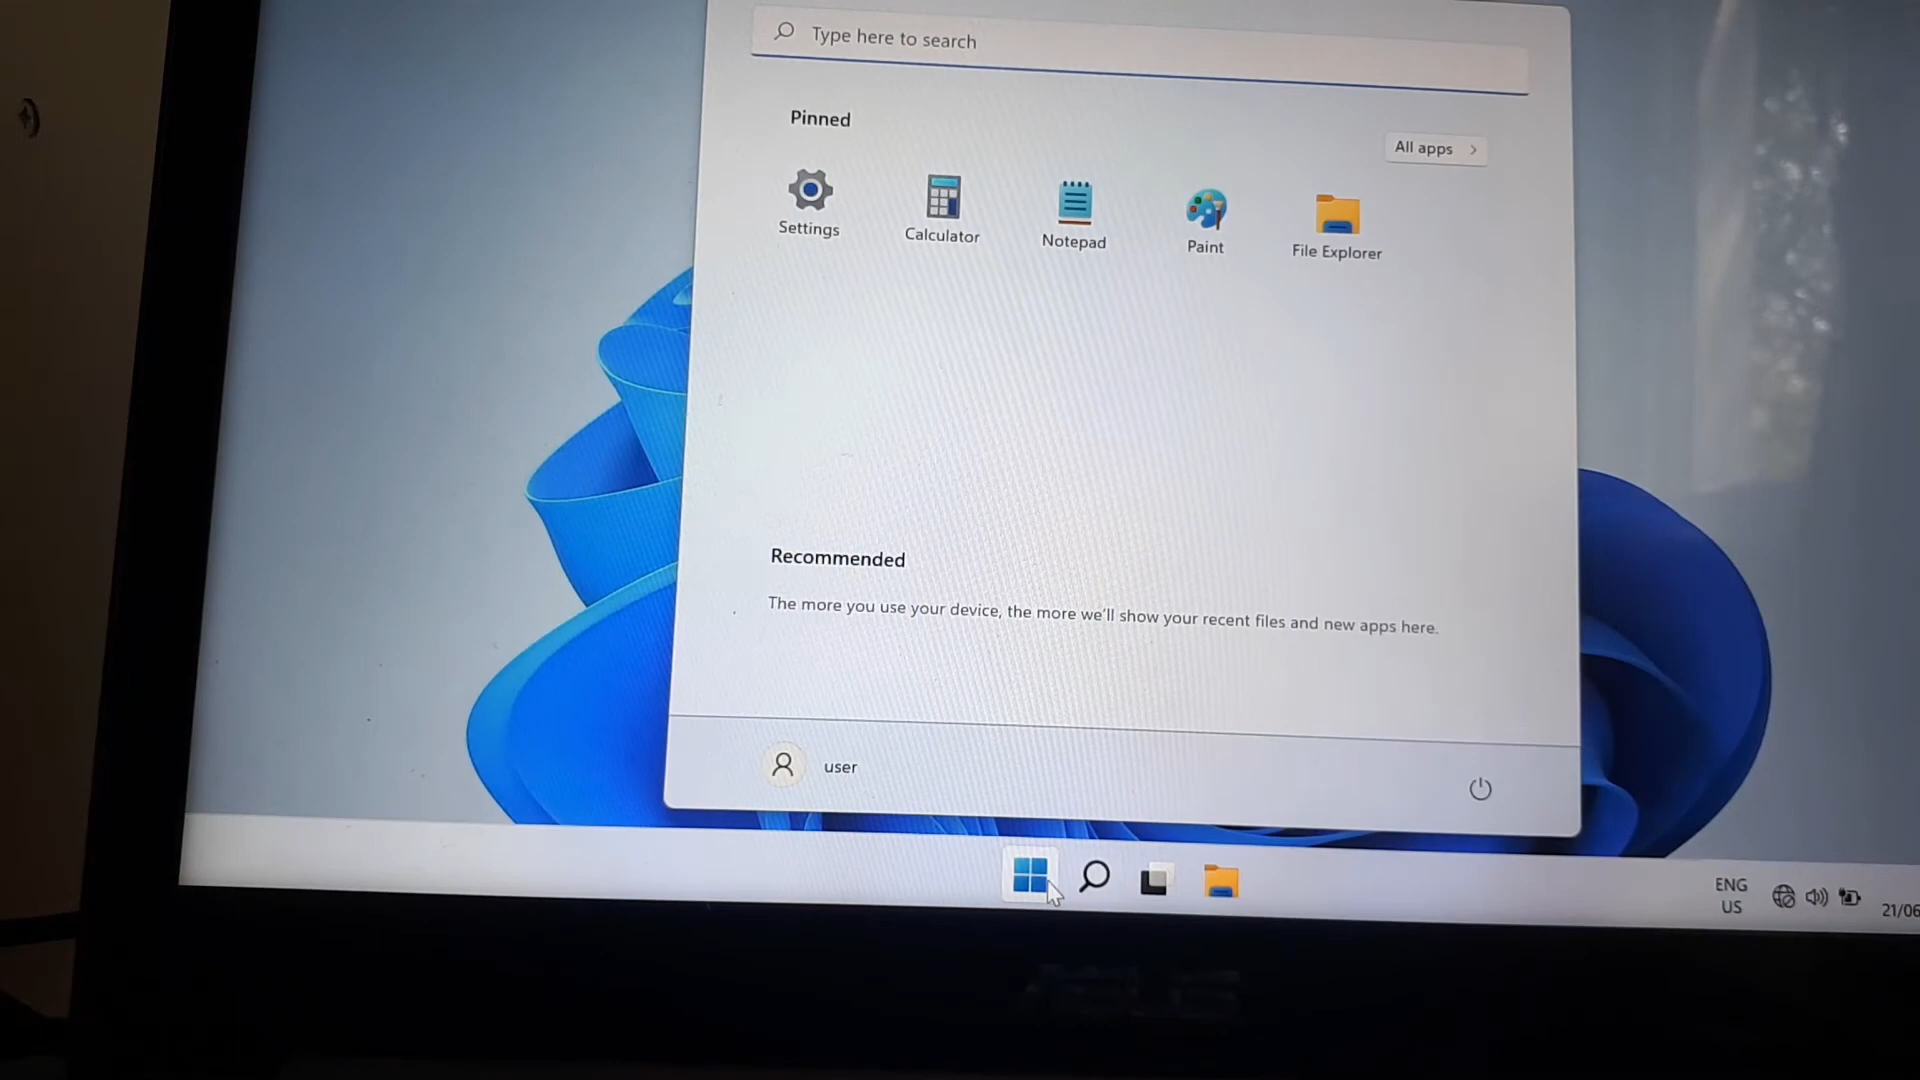 Type here to search
Pinned
All apps
Settings
Calculator
Notepad
Paint
File Explorer
Recommended
The more you use your device, the more we'll show your recent files and new apps here.
user
ENG
US
21/06